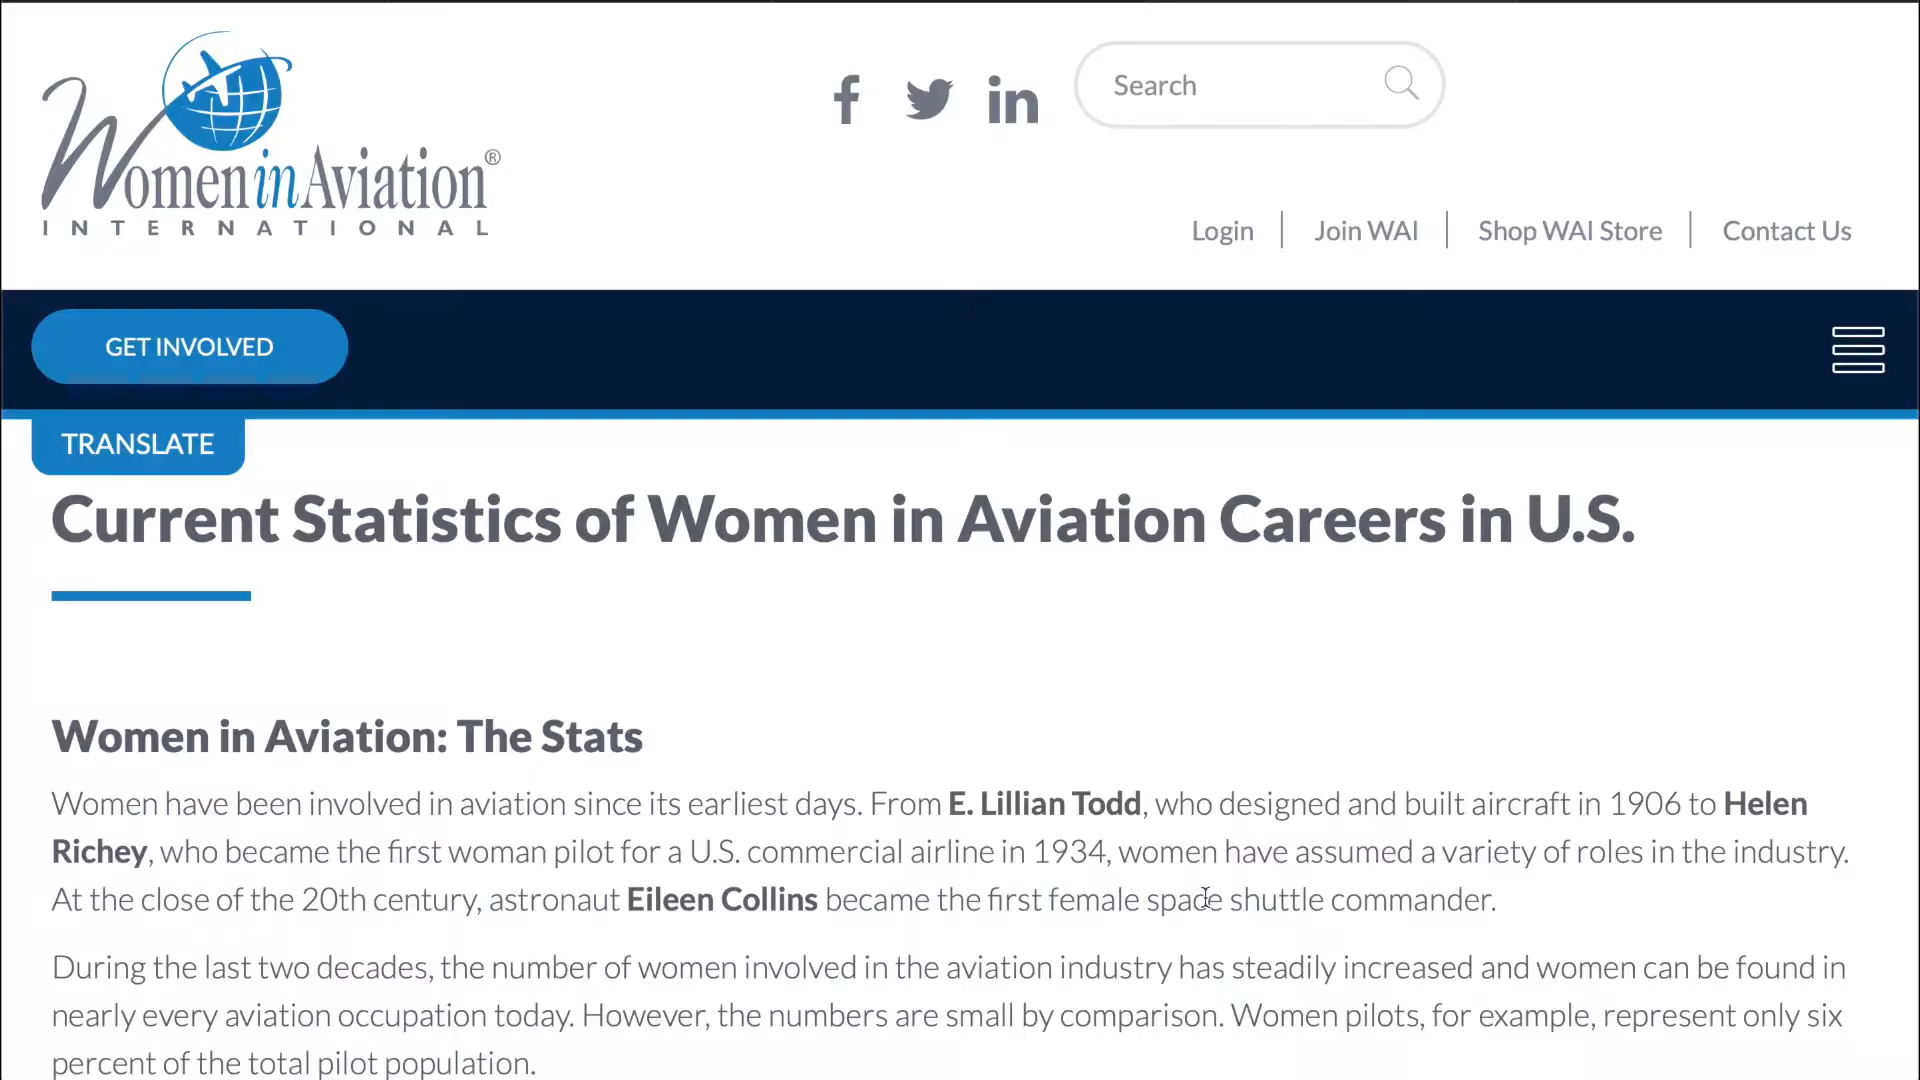 Women in Aviation®
INTERNATIONAL
Search
Login
Join WAI
Shop WAI Store
Contact Us
GET INVOLVED
TRANSLATE
Current Statistics of Women in Aviation Careers in U.S.
Women in Aviation: The Stats
Women have been involved in aviation since its earliest days. From E. Lillian Todd, who designed and built aircraft in 1906 to Helen
Richey, who became the first woman pilot for a U.S. commercial airline in 1934, women have assumed a variety of roles in the industry.
At the close of the 20th century, astronaut Eileen Collins became the first female space shuttle commander.
During the last two decades, the number of women involved in the aviation industry has steadily increased and women can be found in
nearly every aviation occupation today. However, the numbers are small by comparison. Women pilots, for example, represent only six
percent of the total pilot population.